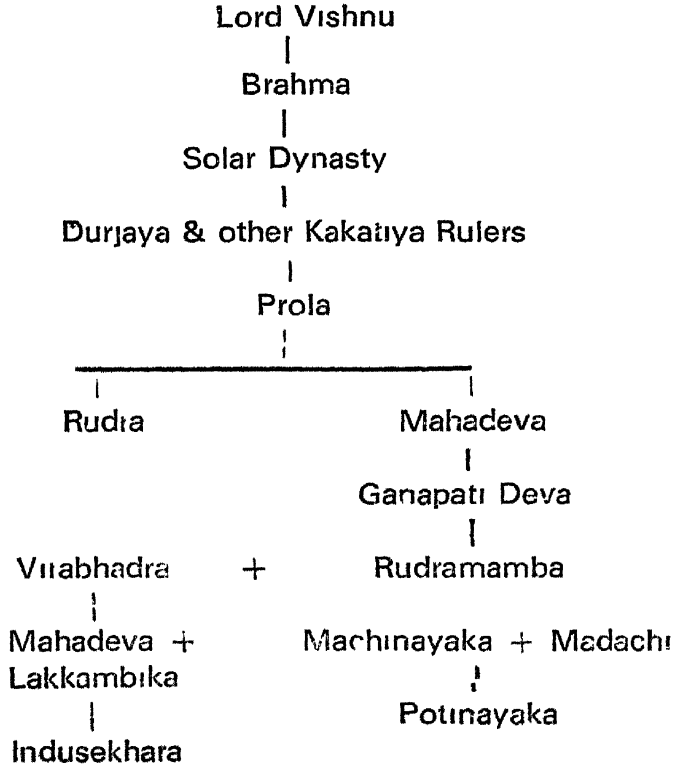 Lord Vishnu
Brahma
Solar Dynasty
Durjaya & other Kakatiya Rulers
Prola
Rudra Mahadeva
Ganapati Deva
Virabhadra + Rudramamba
Mahadeva + Machinayaka + Madachi
Lakkambika
Potinayaka
Indusekhara